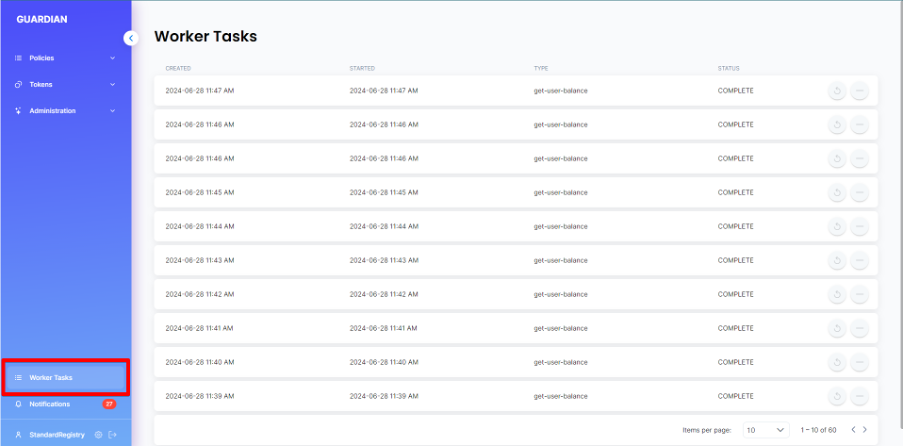 GUARDIAN
Policies
Tokens
Administration
Worker Tasks
Notifications 27
StandardRegistry
Worker Tasks
CREATED STARTED TYPE STATUS
2024-06-28 11:47 AM 2024-06-28 11:47 AM get-user-balance COMPLETE
2024-06-28 11:46 AM 2024-06-28 11:46 AM get-user-balance COMPLETE
2024-06-28 11:46 AM 2024-06-28 11:46 AM get-user-balance COMPLETE
2024-06-28 11:45 AM 2024-06-28 11:45 AM get-user-balance COMPLETE
2024-06-28 11:44 AM 2024-06-28 11:44 AM get-user-balance COMPLETE
2024-06-28 11:43 AM 2024-06-28 11:43 AM get-user-balance COMPLETE
2024-06-28 11:42 AM 2024-06-28 11:42 AM get-user-balance COMPLETE
2024-06-28 11:41 AM 2024-06-28 11:41 AM get-user-balance COMPLETE
2024-06-28 11:40 AM 2024-06-28 11:40 AM get-user-balance COMPLETE
2024-06-28 11:39 AM 2024-06-28 11:39 AM get-user-balance COMPLETE
Items per page: 10 1 – 10 of 60